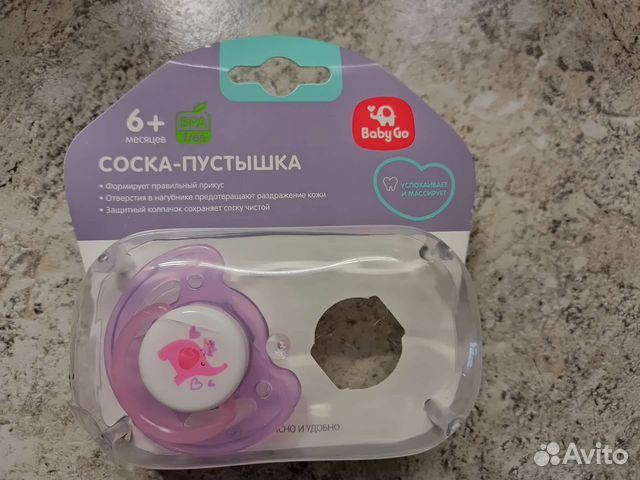 6+
месяцев
BPA
free
Baby Go
СОСКА-ПУСТЫШКА
• Формирует правильный прикус
• Отверстия в нагубнике предотвращают раздражение кожи
• Защитный колпачок сохраняет соску чистой
УСПОКАИВАЕТ
И МАССИРУЕТ
И УДОБНО
Avito